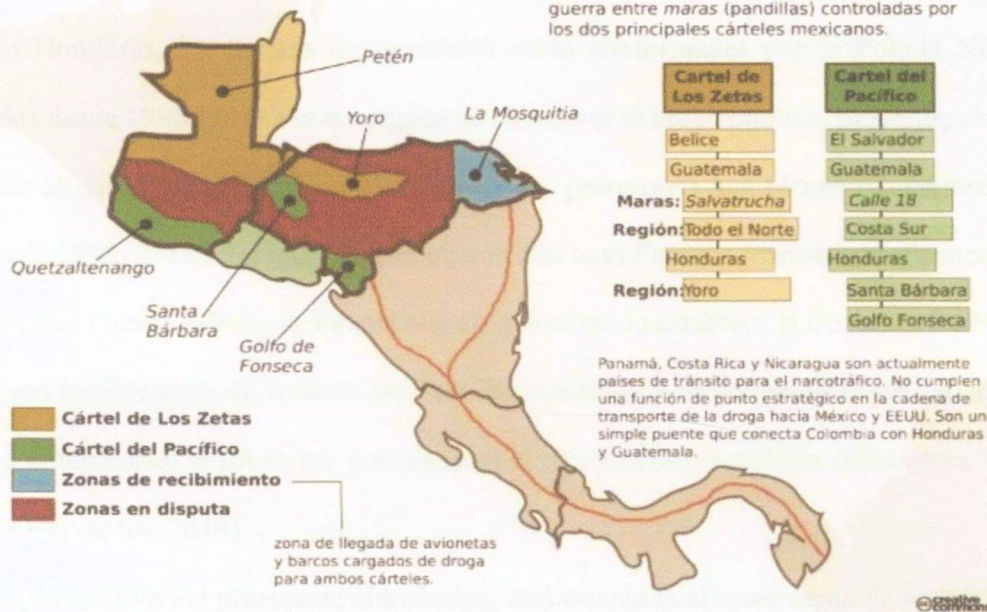 guerra entre maras (pandillas) controladas por
los dos principales cárteles mexicanos.
Petén
Yoro
La Mosquitia
Quetzaltenango
Santa
Bárbara
Golfo de
Fonseca
Cartel de
Los Zetas
Cartel del
Pacífico
Belice
El Salvador
Guatemala
Guatemala
Maras: Salvatrucha
Calle 18
Región: Todo el Norte
Costa Sur
Honduras
Honduras
Región: Yoro
Santa Bárbara
Golfo Fonseca
Panamá, Costa Rica y Nicaragua son actualmente
países de tránsito para el narcotráfico. No cumplen
una función de punto estratégico en la cadena de
transporte de la droga hacia México y EEUU. Son un
simple puente que conecta Colombia con Honduras
y Guatemala.
Cártel de Los Zetas
Cártel del Pacífico
Zonas de recibimiento
Zonas en disputa
zona de llegada de avionetas
y barcos cargados de droga
para ambos cárteles.
creative
commons